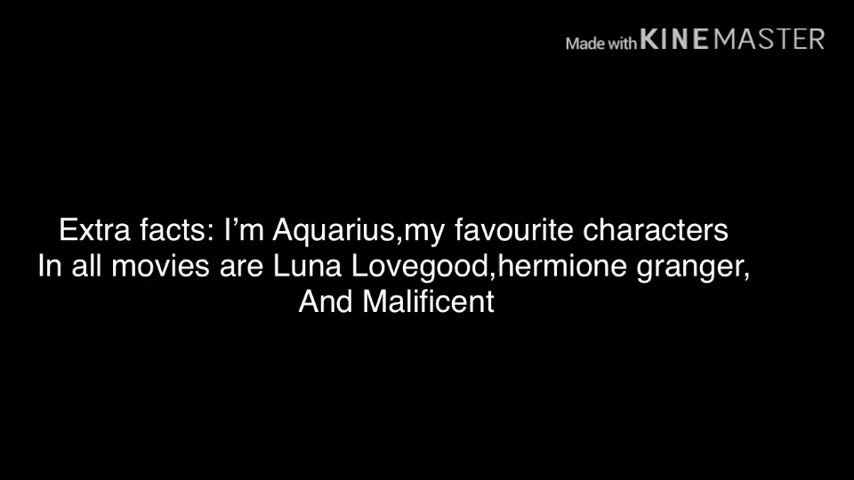 Made with KINEMASTER
Extra facts: I'm Aquarius,my favourite characters
In all movies are Luna Lovegood,hermione granger,
And Malificent